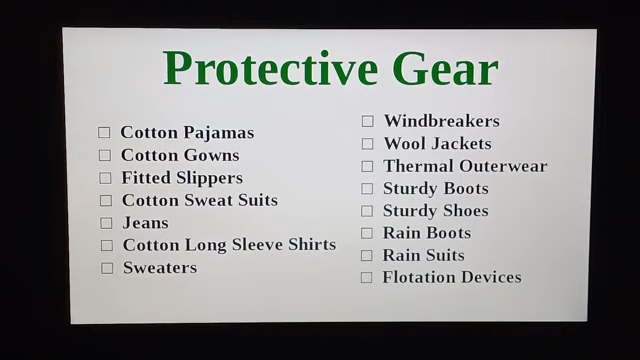 Protective Gear
☐ Cotton Pajamas
☐ Cotton Gowns
☐ Fitted Slippers
☐ Cotton Sweat Suits
☐ Jeans
☐ Cotton Long Sleeve Shirts
☐ Sweaters
☐ Windbreakers
☐ Wool Jackets
☐ Thermal Outerwear
☐ Sturdy Boots
☐ Sturdy Shoes
☐ Rain Boots
☐ Rain Suits
☐ Flotation Devices